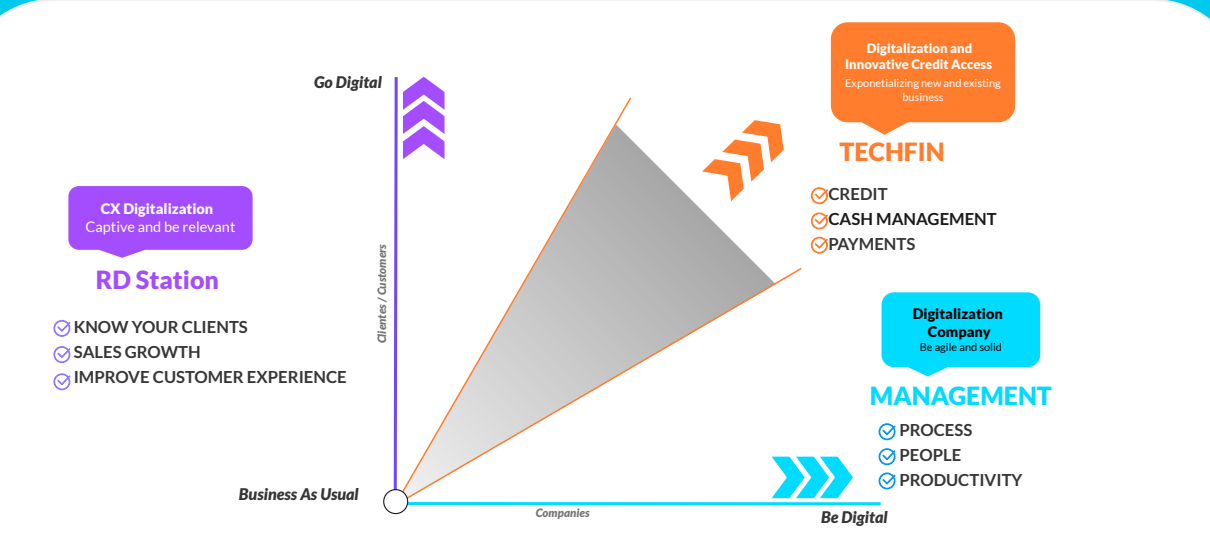 Go Digital
Digitalization and
Innovative Credit Access
Exponetializing new and existing
business
TECHFIN
CREDIT
CASH MANAGEMENT
PAYMENTS
CX Digitalization
Captive and be relevant
RD Station
KNOW YOUR CLIENTS
SALES GROWTH
IMPROVE CUSTOMER EXPERIENCE
Clientes / Customers
Digitalization
Company
Be agile and solid
MANAGEMENT
PROCESS
PEOPLE
PRODUCTIVITY
Business As Usual
Companies
Be Digital